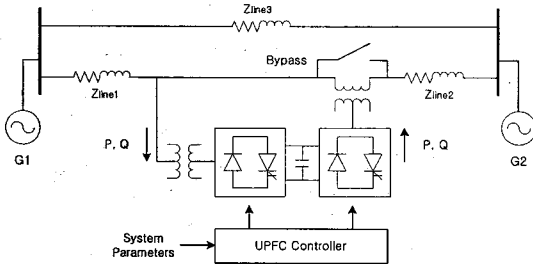 Zline3
Bypass
Zline1
Zline2
G1
P, Q
P, Q
G2
System
Parameters
UPFC Controller